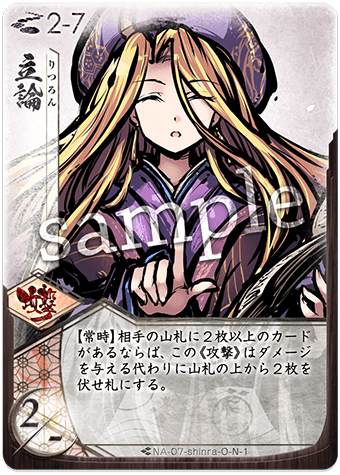 2-7
りつろん
立論
sample
攻撃
【常時】相手の山札に2枚以上のカード
があるならば、この《攻撃》はダメージ
を与える代わりに山札の上から2枚を
伏せ札にする。
2/-
NA-07-shinra-O-N-1